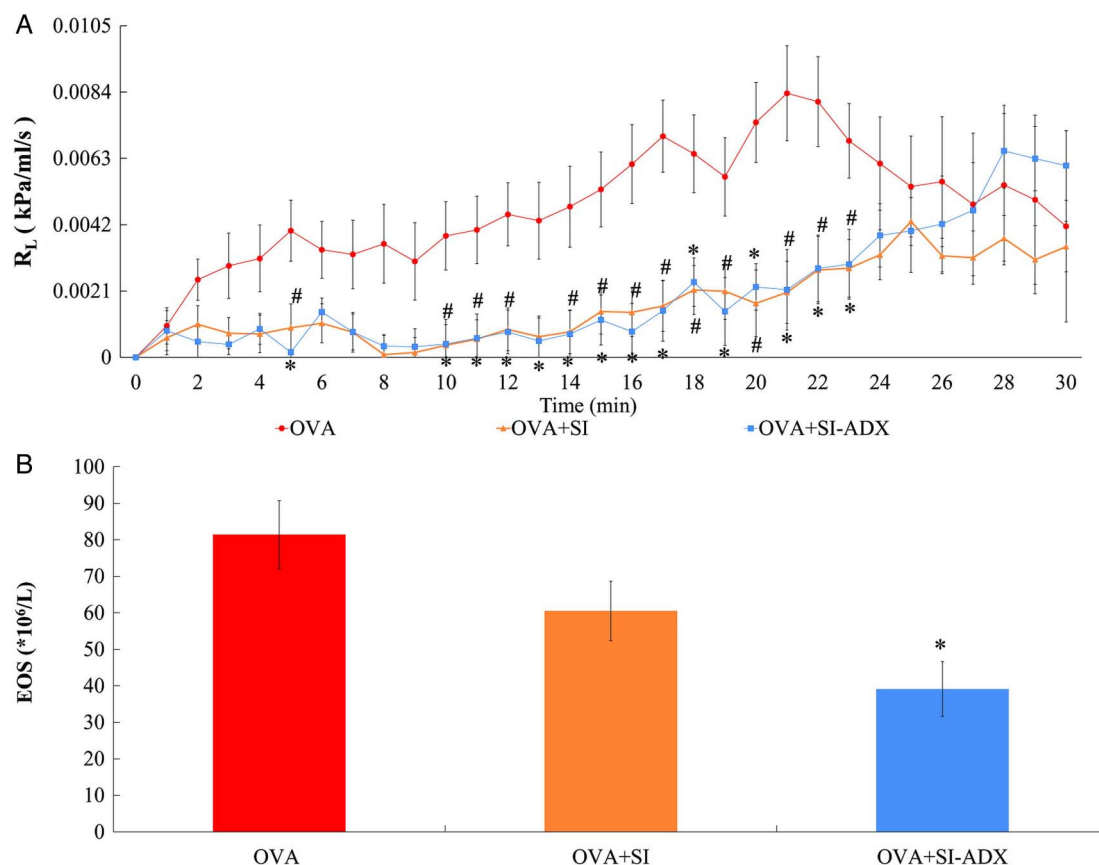 A
R_L ( kPa/ml/s)
0.0105
0.0084
0.0063
0.0042
0.0021
0
# # # # # # # # * # * # # #
* * * * * * * * # * # * * *
0 2 4 6 8 10 12 14 16 18 20 22 24 26 28 30
Time (min)
OVA OVA+SI OVA+SI-ADX
B
EOS (*10⁶/L)
100
90
80
70
60
50
40
30
20
10
0
*
OVA OVA+SI OVA+SI-ADX